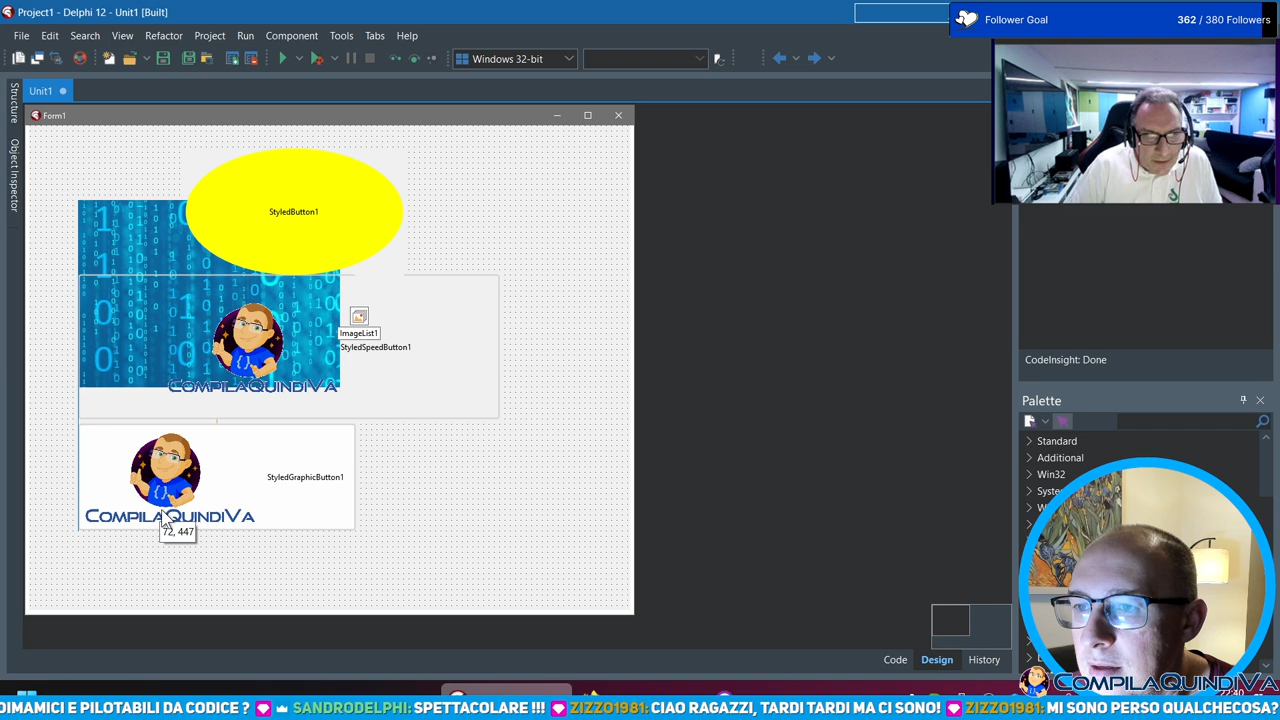 Project1 - Delphi 12 - Unit1 [Built]
Follower Goal 362 / 380 Followers
File Edit Search View Refactor Project Run Component Tools Tabs Help
Windows 32-bit
Unit1
Structure
Object Inspector
Form1
StyledButton1
ImageList1
StyledSpeedButton1
COMPILAQUINDIVA
StyledGraphicButton1
COMPILAQUINDIVA
72, 447
CodeInsight: Done
Palette
Standard
Additional
Win32
Code Design History
COMPILAQUINDIVA
DIMAMICI E PILOTABILI DA CODICE ? SANDRODELPHI: SPETTACOLARE !!! ZIZZO1981: CIAO RAGAZZI, TARDI TARDI MA CI SONO! ZIZZO1981: MI SONO PERSO QUALCHECOSA?